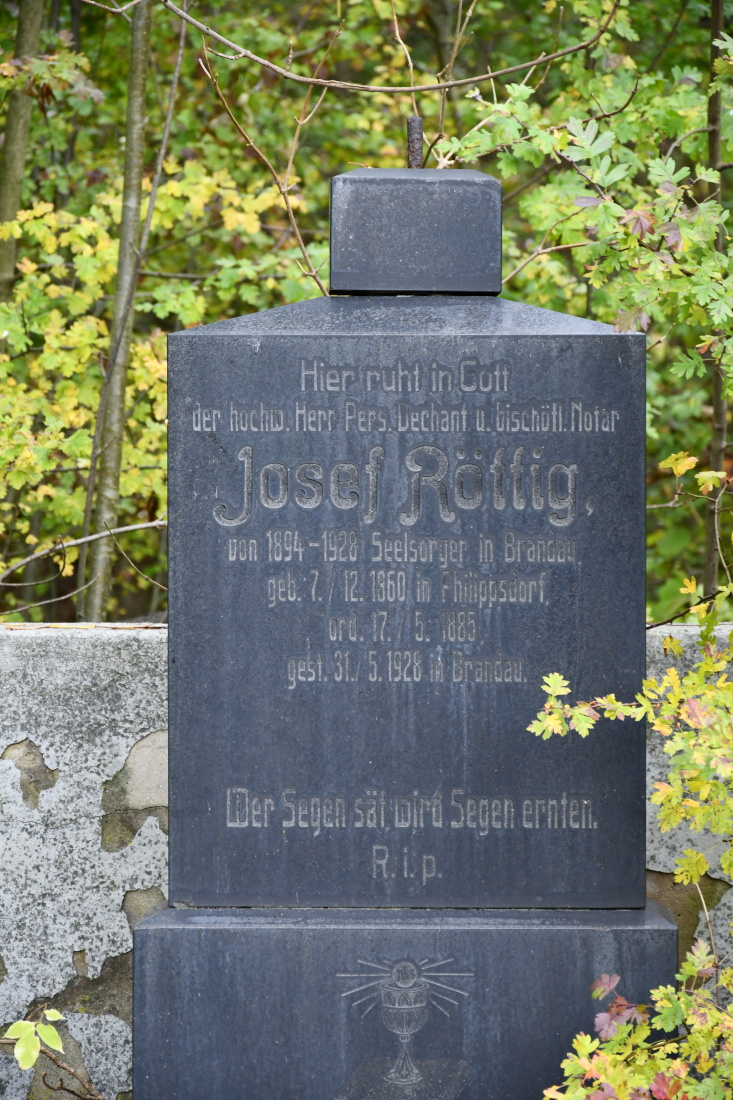 Hier ruht in Gott
der hochw. Herr Pers. Dechant u. bischöfl. Notar
Josef Röttig,
von 1894-1928 Seelsorger in Brandau,
geb. 7./12. 1860 in Philippsdorf,
ord. 17./5. 1885,
gest. 31./5. 1928 in Brandau.
Wer Segen sät, wird Segen ernten.
R. i. p.